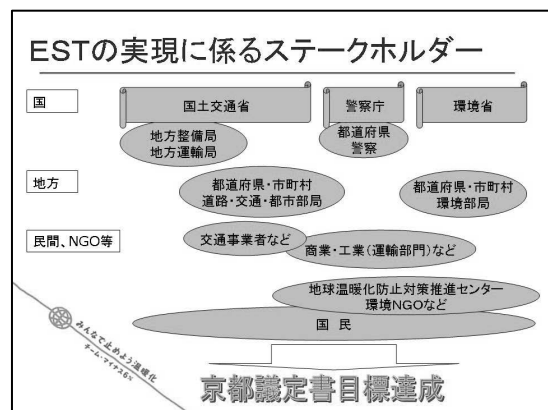 ESTの実現に係るステークホルダー
国
国土交通省
警察庁
環境省
地方整備局
地方運輸局
都道府県
警察
地方
都道府県・市町村
道路・交通・都市部局
都道府県・市町村
環境部局
民間、NGO等
交通事業者など
商業・工業(運輸部門)など
地球温暖化防止対策推進センター
環境NGOなど
国 民
みんなで止めよう温暖化
チーム・マイナス6%
京都議定書目標達成